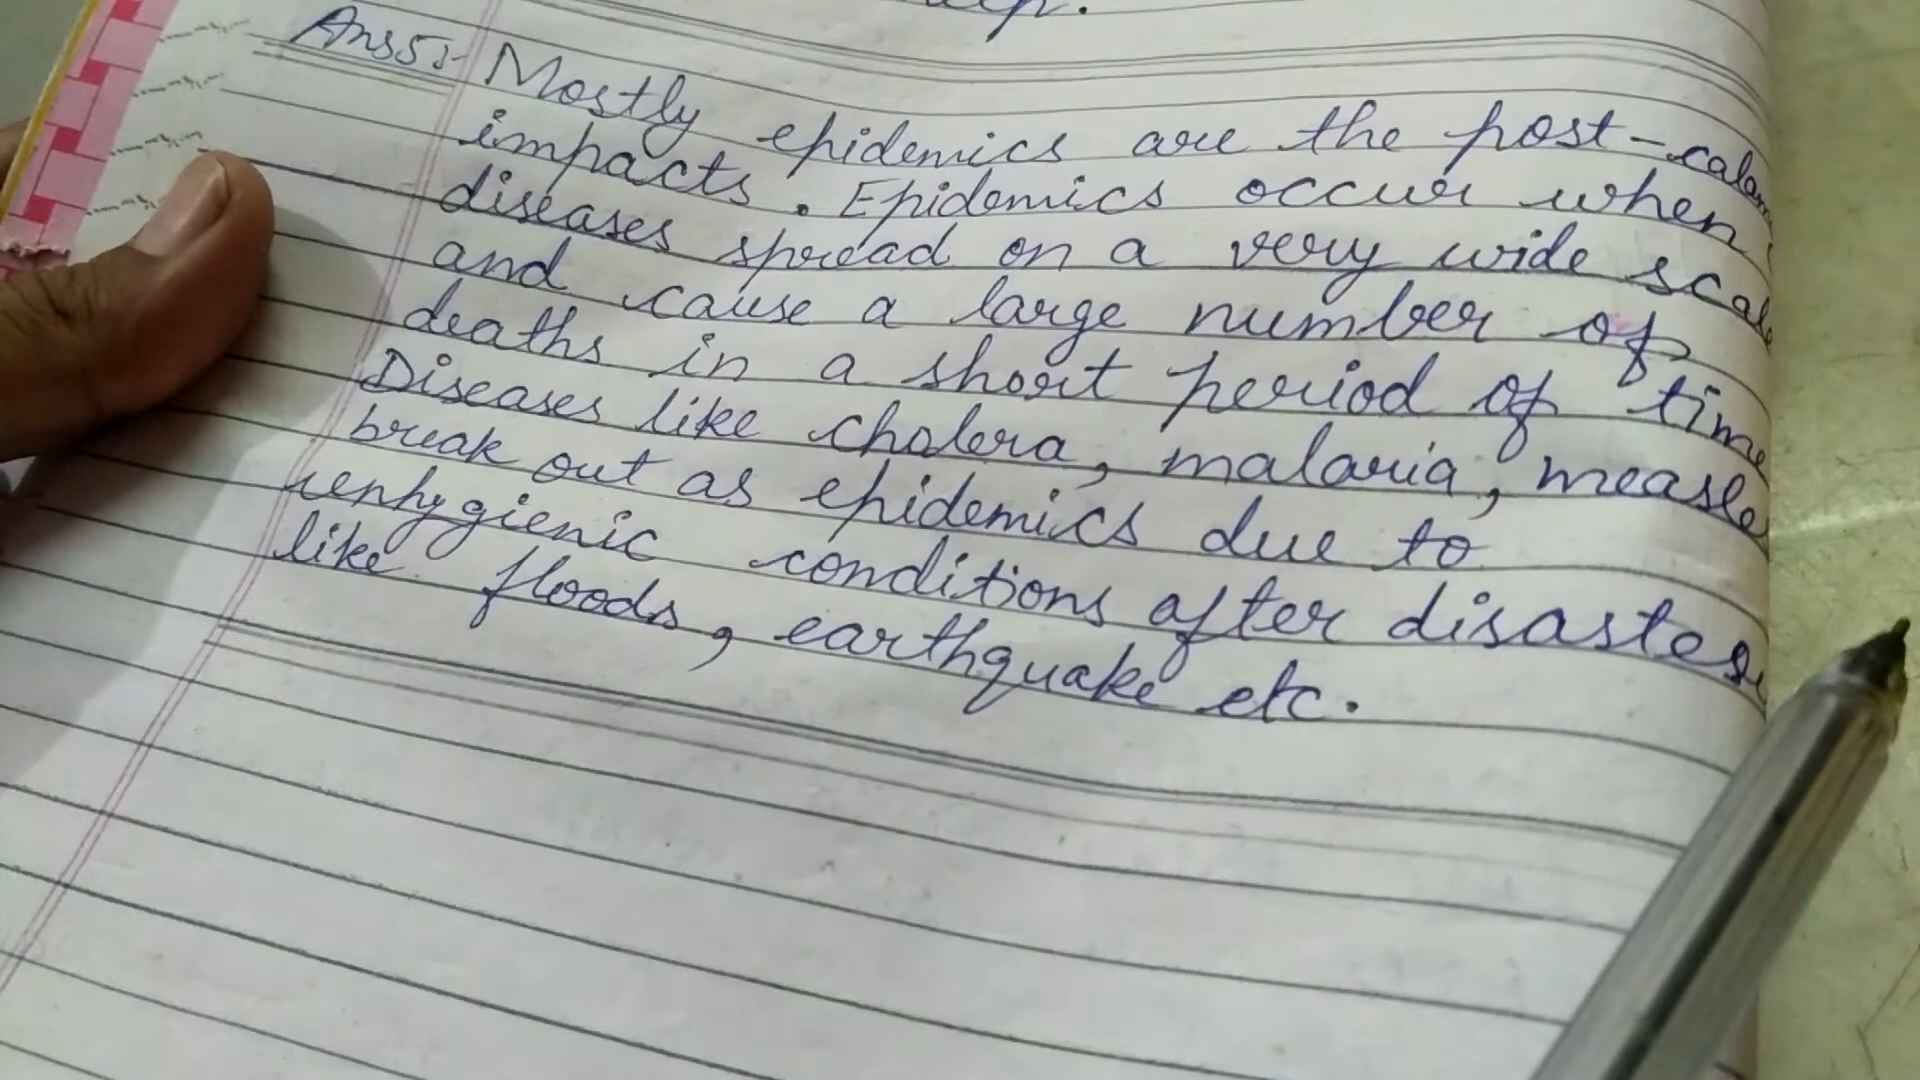 Ans 5:- Mostly epidemics are the post-calam
impacts. Epidemics occur when
diseases spread on a very wide scale
and cause a large number of
deaths in a short period of time
Diseases like cholera, malaria, measles
break out as epidemics due to
unhygienic conditions after disasters
like floods, earthquake etc.